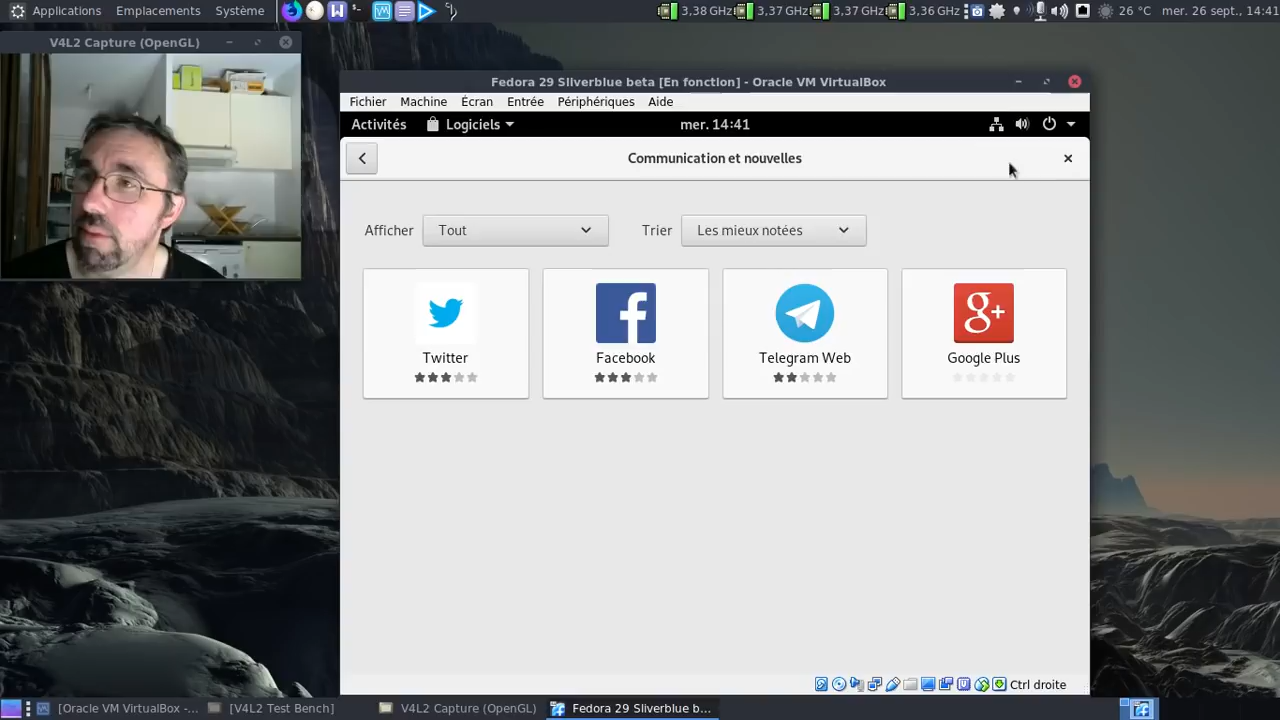 Applications Emplacements Système
3,38 GHz 3,37 GHz 3,37 GHz 3,36 GHz 26 °C mer. 26 sept., 14:41
V4L2 Capture (OpenGL)
Fedora 29 Sliverblue beta [En fonction] - Oracle VM VirtualBox
Fichier Machine Écran Entrée Périphériques Aide
Activités Logiciels mer. 14:41
Communication et nouvelles
Afficher Tout Trier Les mieux notées
Twitter Facebook Telegram Web Google Plus
Ctrl droite
[Oracle VM VirtualBox -... [V4L2 Test Bench] V4L2 Capture (OpenGL) Fedora 29 Sliverblue b...